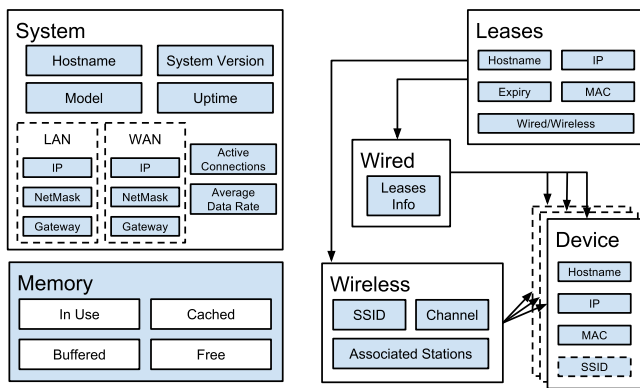 System
Hostname
System Version
Model
Uptime
LAN
IP
NetMask
Gateway
WAN
IP
NetMask
Gateway
Active
Connections
Average
Data Rate
Memory
In Use
Cached
Buffered
Free
Leases
Hostname
IP
Expiry
MAC
Wired/Wireless
Wired
Leases
Info
Wireless
SSID
Channel
Associated Stations
Device
Hostname
IP
MAC
SSID